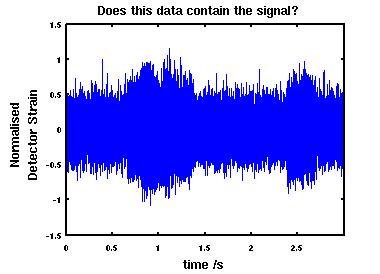 Does this data contain the signal?
1.5
1
0.5
0
-0.5
-1
-1.5
Normalised
Detector Strain
0 0.5 1 1.5 2 2.5
time /s